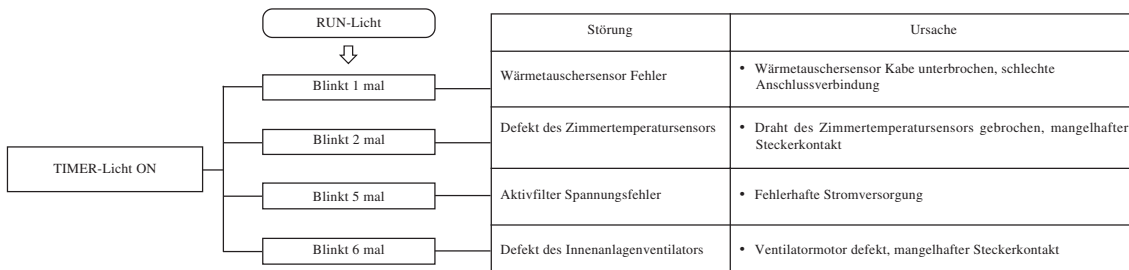 RUN-Licht
Störung
Ursache
Blinkt 1 mal
Wärmetauschersensor Fehler
• Wärmetauschersensor Kabe unterbrochen, schlechte
Anschlussverbindung
Blinkt 2 mal
Defekt des Zimmertemperatursensors
• Draht des Zimmertemperatursensors gebrochen, mangelhafter
Steckerkontakt
TIMER-Licht ON
Blinkt 5 mal
Aktivfilter Spannungsfehler
• Fehlerhafte Stromversorgung
Blinkt 6 mal
Defekt des Innenanlagenventilators
• Ventilatormotor defekt, mangelhafter Steckerkontakt